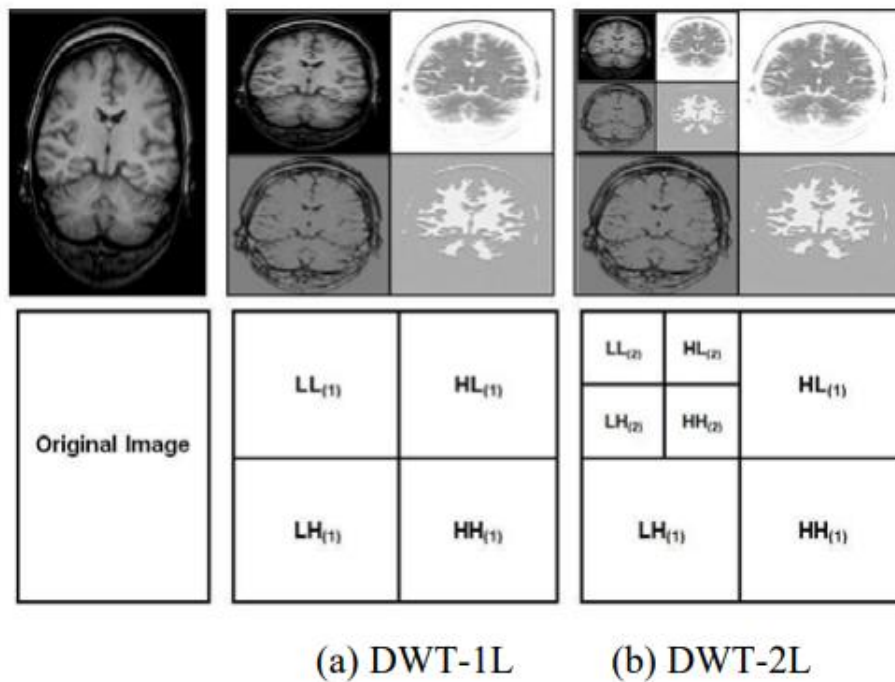 Original Image
LL(1)
HL(1)
LH(1)
HH(1)
LL(2)
HL(2)
LH(2)
HH(2)
HL(1)
LH(1)
HH(1)
(a) DWT-1L
(b) DWT-2L